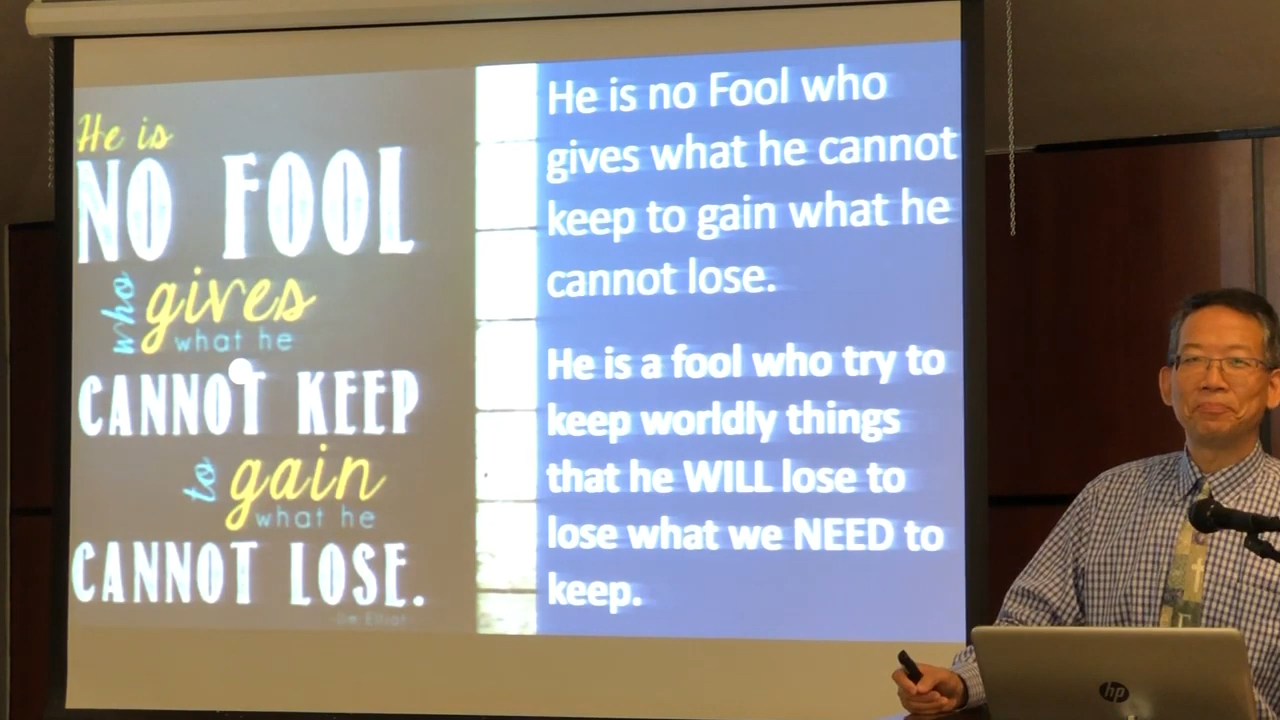 He is
NO FOOL
who gives
what he
CANNOT KEEP
to gain
what he
CANNOT LOSE.
-Jim Elliot
He is no Fool who
gives what he cannot
keep to gain what he
cannot lose.
He is a fool who try to
keep worldly things
that he WILL lose to
lose what we NEED to
keep.
hp